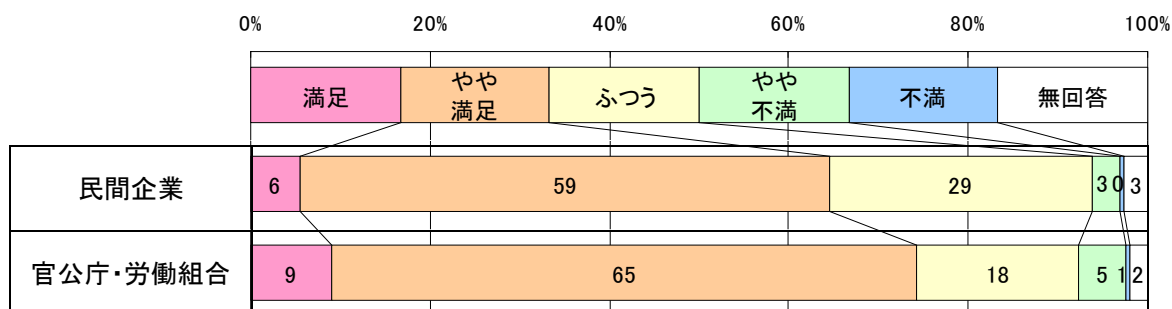 0% 20% 40% 60% 80% 100%
満足 やや満足 ふつう やや不満 不満 無回答
民間企業 6 59 29 3 0 3
官公庁・労働組合 9 65 18 5 1 2